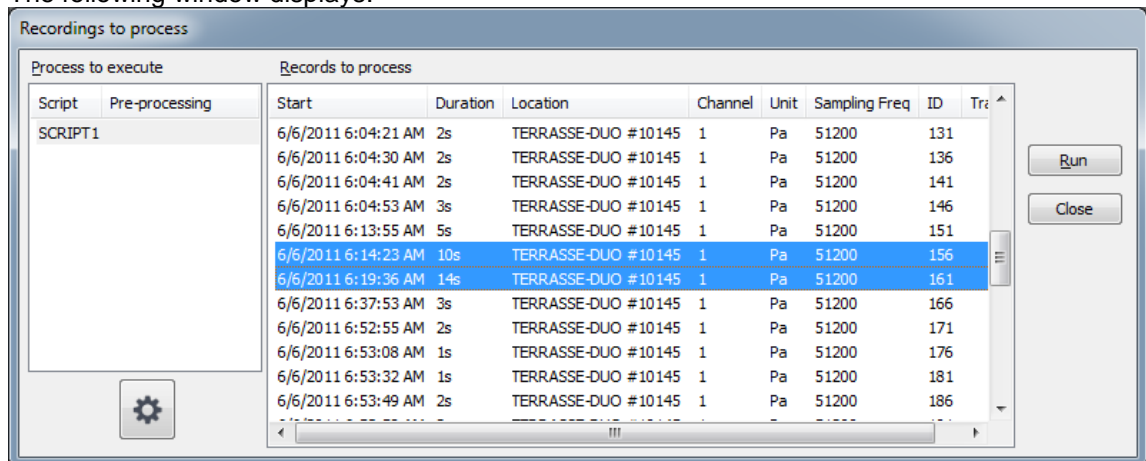 The following window displays:
Recordings to process
Process to execute
Records to process
Script Pre-processing
SCRIPT1
Start Duration Location Channel Unit Sampling Freq ID
6/6/2011 6:04:21 AM 2s TERRASSE-DUO #10145 1 Pa 51200 131
6/6/2011 6:04:30 AM 2s TERRASSE-DUO #10145 1 Pa 51200 136
6/6/2011 6:04:41 AM 2s TERRASSE-DUO #10145 1 Pa 51200 141
6/6/2011 6:04:53 AM 3s TERRASSE-DUO #10145 1 Pa 51200 146
6/6/2011 6:13:55 AM 5s TERRASSE-DUO #10145 1 Pa 51200 151
6/6/2011 6:14:23 AM 10s TERRASSE-DUO #10145 1 Pa 51200 156
6/6/2011 6:19:36 AM 14s TERRASSE-DUO #10145 1 Pa 51200 161
6/6/2011 6:37:53 AM 3s TERRASSE-DUO #10145 1 Pa 51200 166
6/6/2011 6:52:55 AM 2s TERRASSE-DUO #10145 1 Pa 51200 171
6/6/2011 6:53:08 AM 1s TERRASSE-DUO #10145 1 Pa 51200 176
6/6/2011 6:53:32 AM 1s TERRASSE-DUO #10145 1 Pa 51200 181
6/6/2011 6:53:49 AM 2s TERRASSE-DUO #10145 1 Pa 51200 186
Run
Close